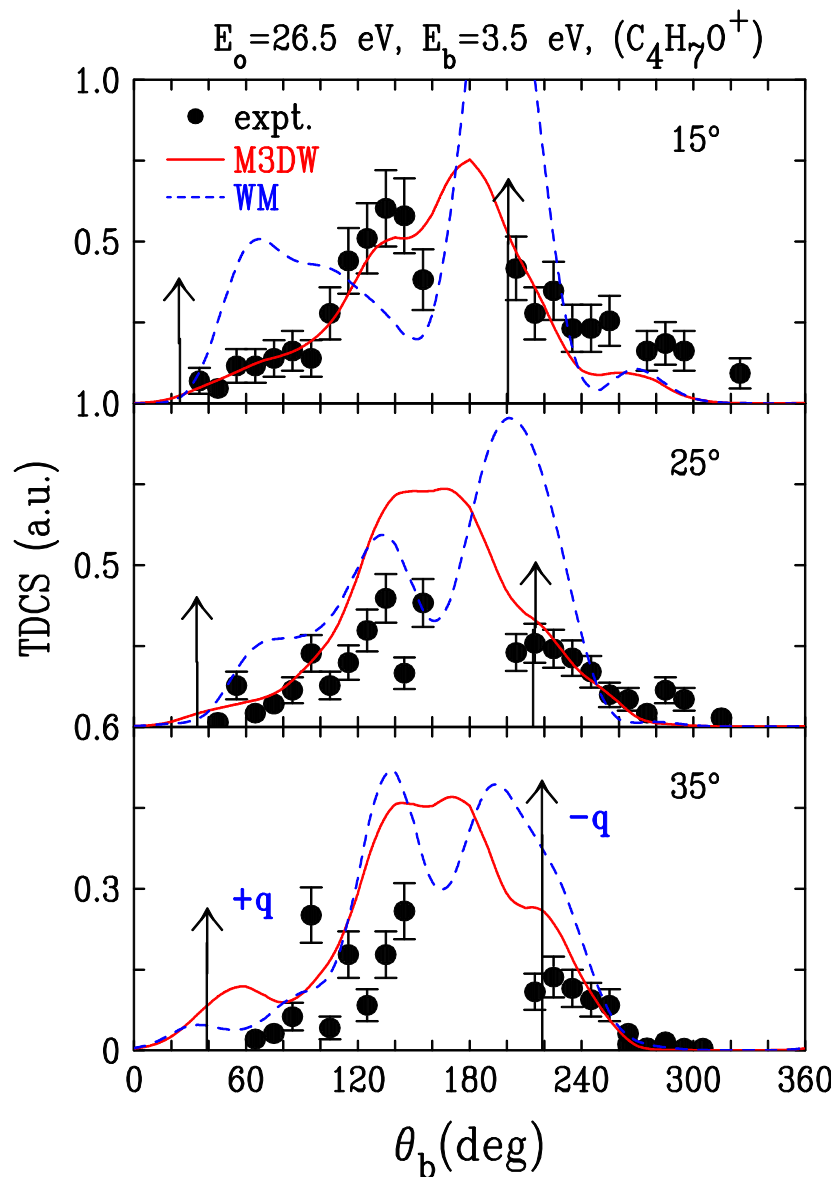 E_o=26.5 eV, E_b=3.5 eV, (C_4H_7O^+)
1.0
expt.
15°
M3DW
WM
0.5
TDCS (a.u.)
1.0
25°
0.5
0.6
35°
-q
+q
0.3
0
0 60 120 180 240 300 360
θ_b(deg)